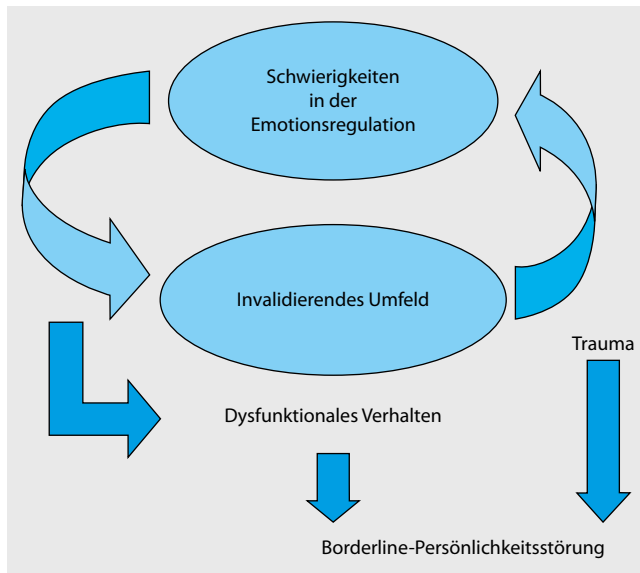 Schwierigkeiten
in der
Emotionsregulation
Invalidierendes Umfeld
Trauma
Dysfunktionales Verhalten
Borderline-Persönlichkeitsstörung